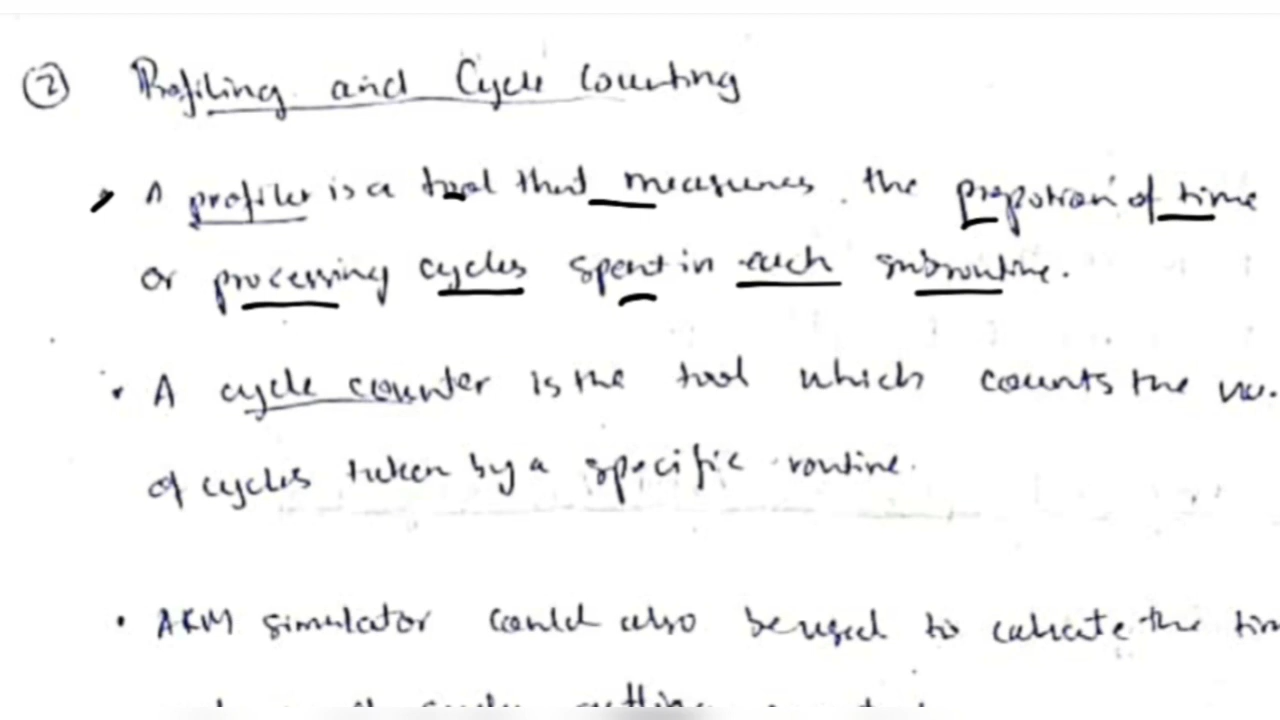 ② Profiling and Cycle Counting
A profiler is a tool that measures the propotion of time
or processing cycles spent in each subroutine.
• A cycle counter is the tool which counts the no.
of cycles taken by a specific routine.
• ARM simulator could also be used to the